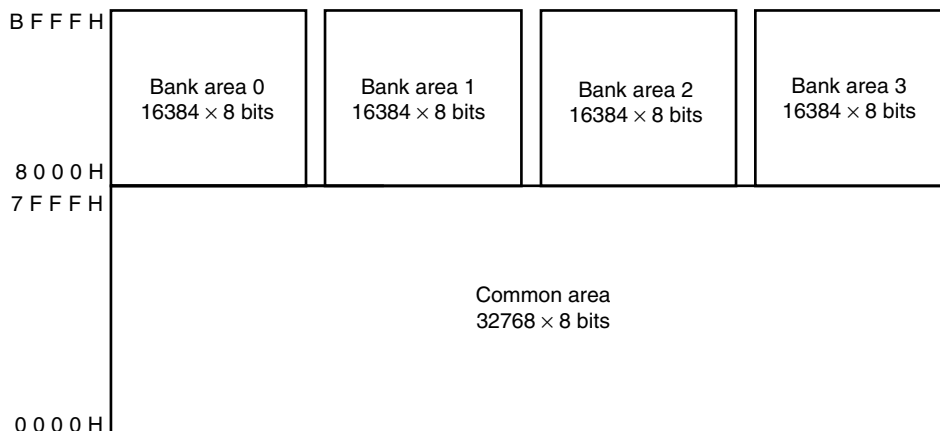 B F F F H
Bank area 0
16384 × 8 bits
Bank area 1
16384 × 8 bits
Bank area 2
16384 × 8 bits
Bank area 3
16384 × 8 bits
8 0 0 0 H
7 F F F H
Common area
32768 × 8 bits
0 0 0 0 H